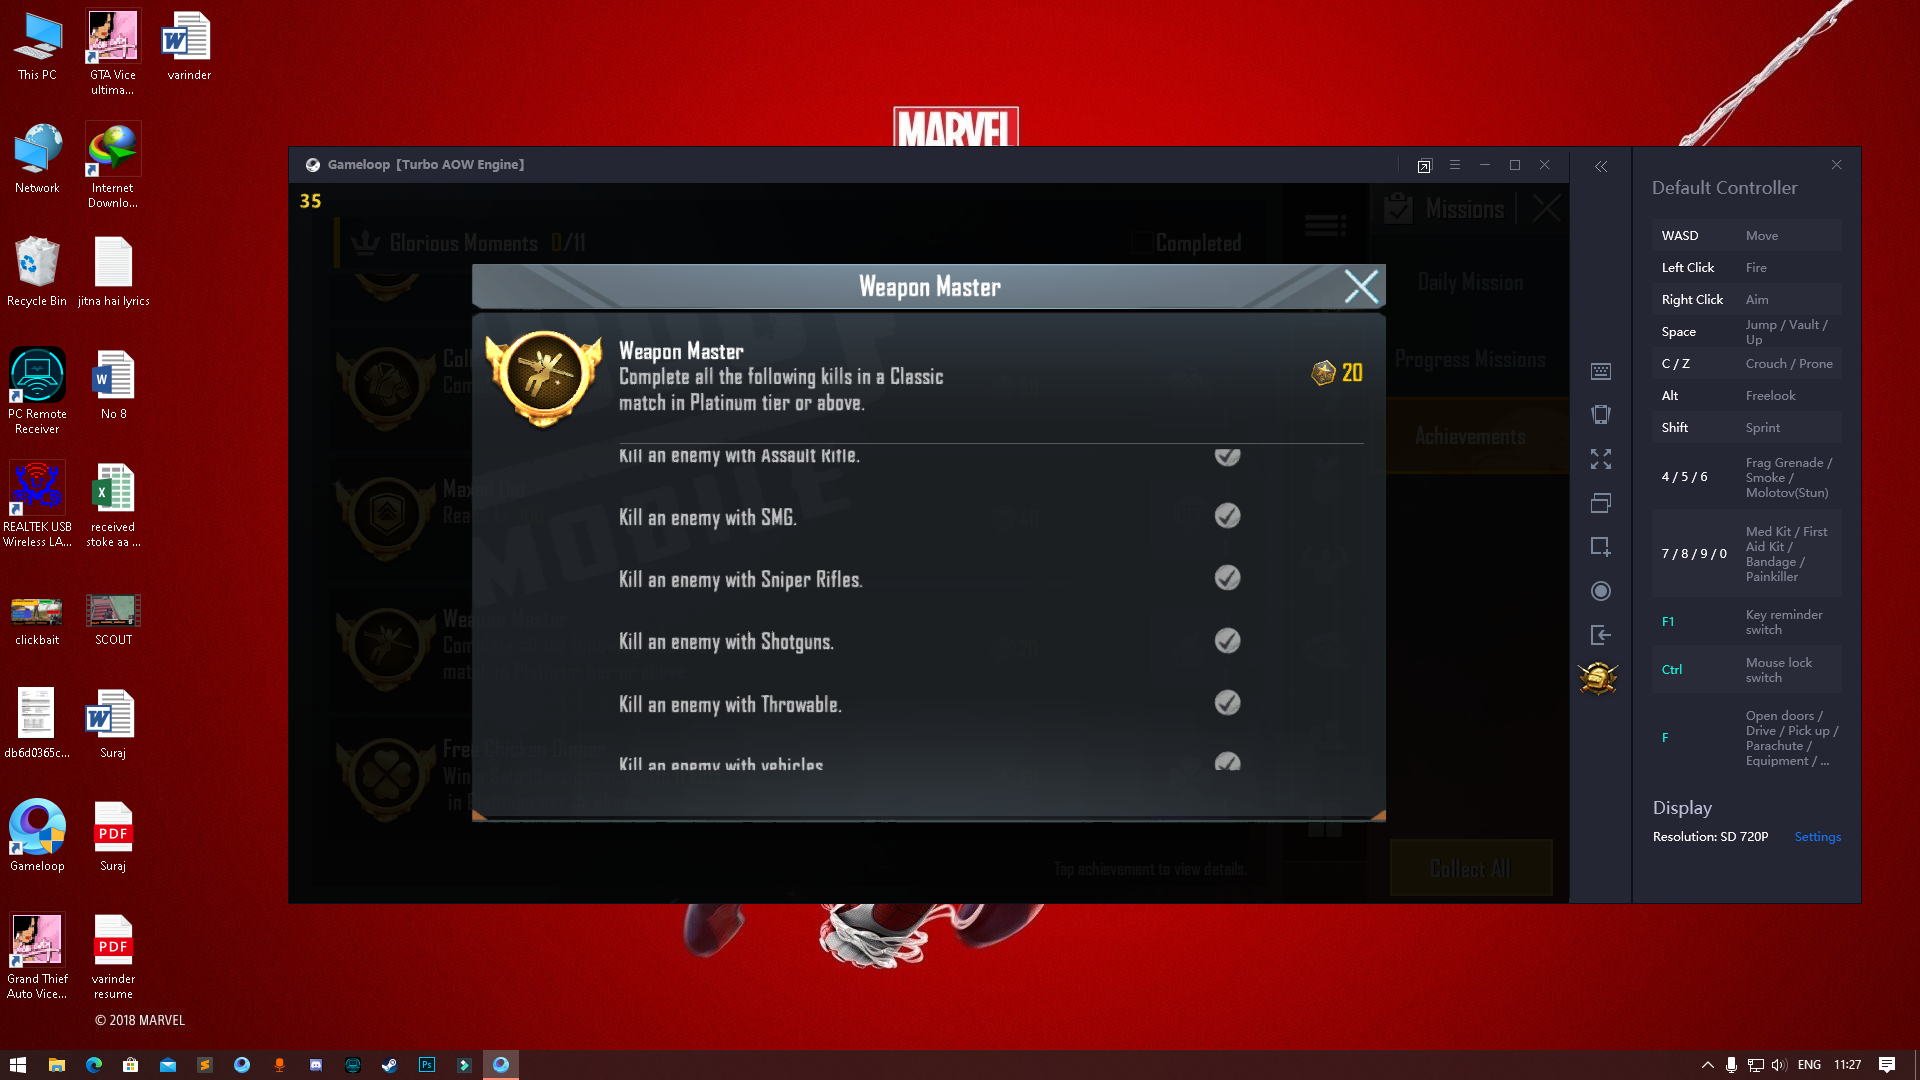 This PC
GTA Vice
ultima...
varinder
Network
Internet
Downlo...
Recycle Bin
jitna hai lyrics
PC Remote
Receiver
No 8
REALTEK USB
Wireless LA...
received
stoke aa ...
clickbait
SCOUT
db6d0365c...
Suraj
Gameloop
PDF
Suraj
Grand Thief
Auto Vice...
PDF
varinder
resume
© 2018 MARVEL
MARVEL
Gameloop [Turbo AOW Engine]
35
Glorious Moments 0/11
Completed
Missions
Daily Mission
Progress Missions
Achievements
Collect All
Tap achievement to view details.
Weapon Master
Weapon Master
Complete all the following kills in a Classic
match in Platinum tier or above.
20
Kill an enemy with Assault Rifle.
Kill an enemy with SMG.
Kill an enemy with Sniper Rifles.
Kill an enemy with Shotguns.
Kill an enemy with Throwable.
Kill an enemy with vehicles
Default Controller
WASD Move
Left Click Fire
Right Click Aim
Space Jump / Vault /
Up
C / Z Crouch / Prone
Alt Freelook
Shift Sprint
4 / 5 / 6 Frag Grenade /
Smoke /
Molotov(Stun)
7 / 8 / 9 / 0 Med Kit / First
Aid Kit /
Bandage /
Painkiller
F1 Key reminder
switch
Ctrl Mouse lock
switch
F Open doors /
Drive / Pick up /
Parachute /
Equipment / ...
Display
Resolution: SD 720P Settings
ENG 11:27